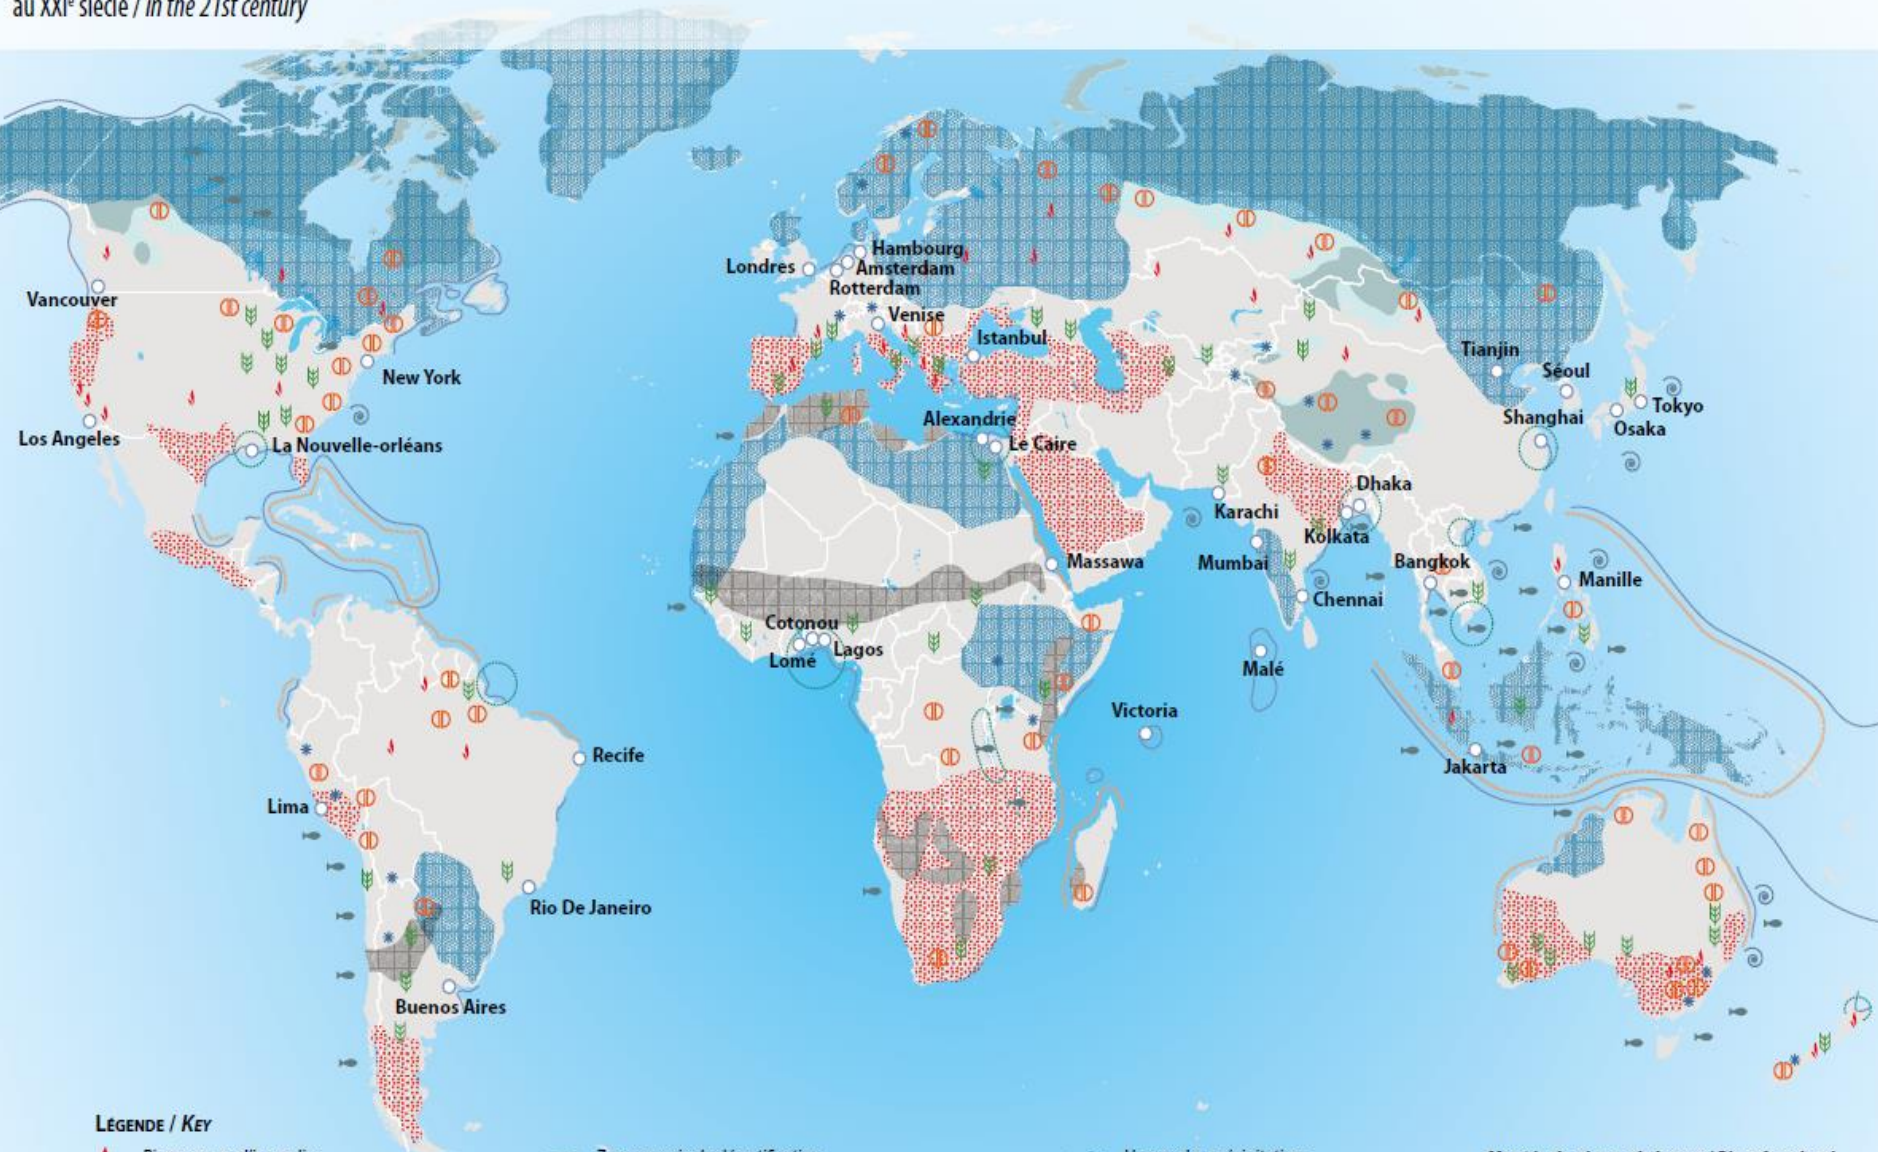 au XXIᵉ siècle / in the 21st century
Hambourg
Londres
Amsterdam
Rotterdam
Vancouver
Venise
Istanbul
Tianjin
Séoul
New York
Tokyo
Alexandrie
Shanghai
Osaka
Los Angeles
La Nouvelle-orléans
Le Caire
Dhaka
Karachi
Kolkata
Massawa
Mumbai
Bangkok
Manille
Chennai
Cotonou
Lagos
Lomé
Malé
Victoria
Recife
Jakarta
Lima
Rio De Janeiro
Buenos Aires
LÉGENDE / KEY